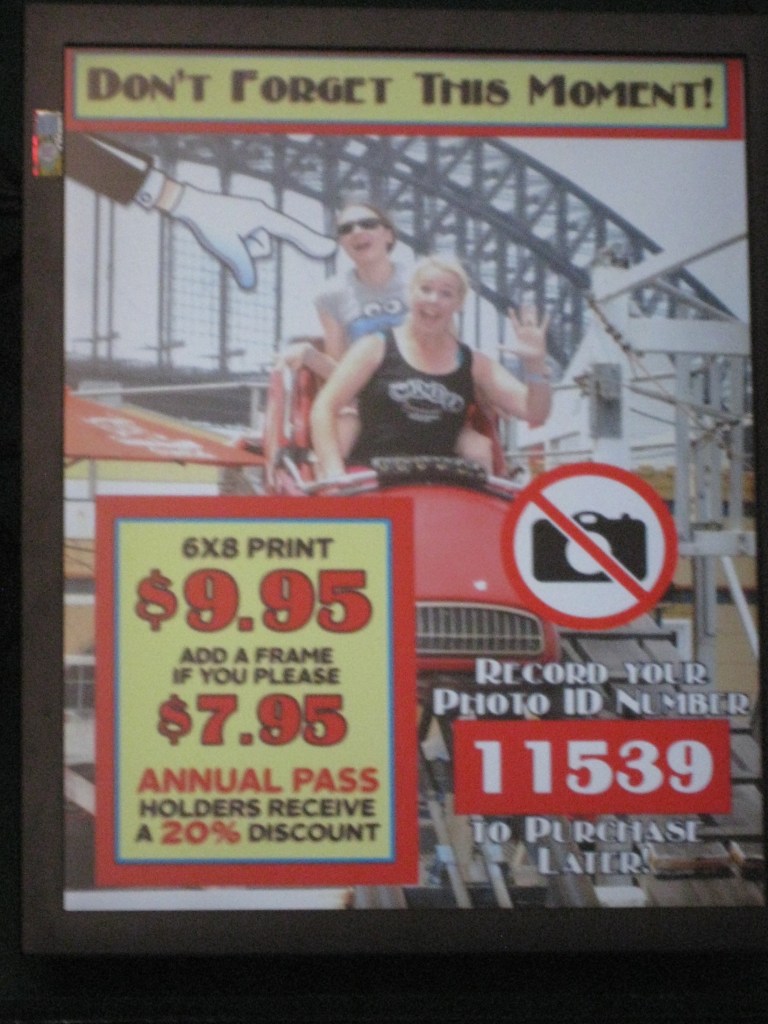 DON'T FORGET THIS MOMENT!
6X8 PRINT
$9.95
ADD A FRAME
IF YOU PLEASE
$7.95
ANNUAL PASS
HOLDERS RECEIVE
A 20% DISCOUNT
RECORD YOUR
PHOTO ID NUMBER
11539
TO PURCHASE
LATER!